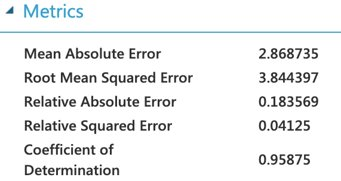 Metrics
Mean Absolute Error 2.868735
Root Mean Squared Error 3.844397
Relative Absolute Error 0.183569
Relative Squared Error 0.04125
Coefficient of
Determination 0.95875